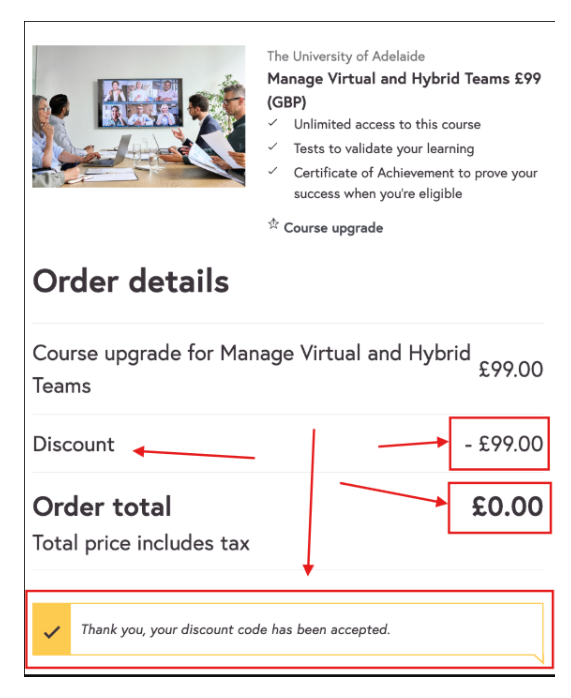 The University of Adelaide
Manage Virtual and Hybrid Teams £99
(GBP)
Unlimited access to this course
Tests to validate your learning
Certificate of Achievement to prove your
success when you're eligible
Course upgrade
Order details
Course upgrade for Manage Virtual and Hybrid
Teams
£99.00
Discount
- £99.00
Order total
£0.00
Total price includes tax
Thank you, your discount code has been accepted.